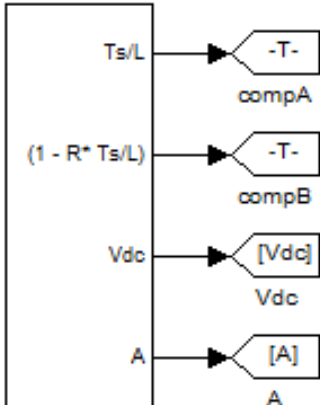 Ts/L
-T-
compA
(1 - R* Ts/L)
-T-
compB
Vdc
[Vdc]
Vdc
A
[A]
A